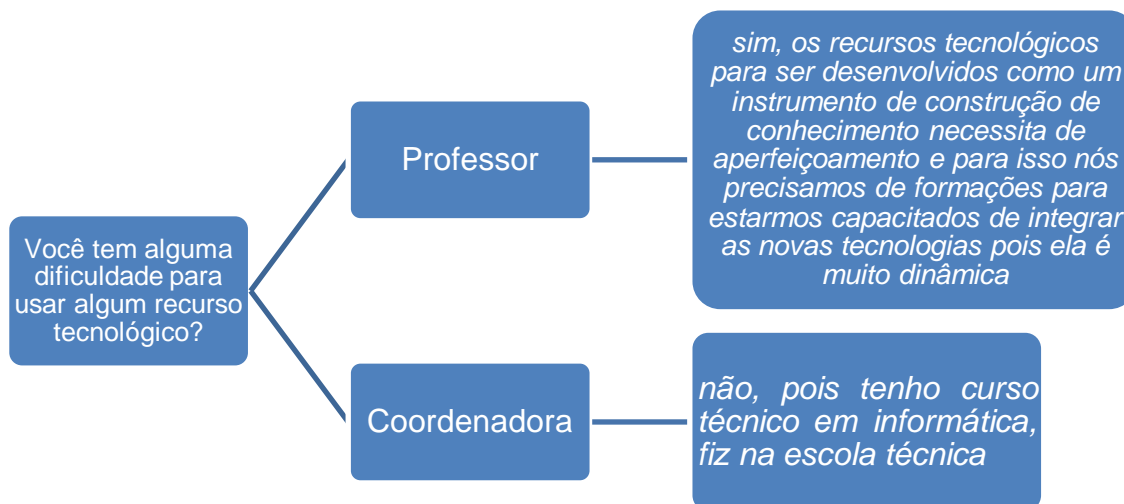 Você tem alguma
dificuldade para
usar algum recurso
tecnológico?
Professor
sim, os recursos tecnológicos
para ser desenvolvidos como um
instrumento de construção de
conhecimento necessita de
aperfeiçoamento e para isso nós
precisamos de formações para
estarmos capacitados de integrar
as novas tecnologias pois ela é
muito dinâmica
Coordenadora
não, pois tenho curso
técnico em informática,
fiz na escola técnica